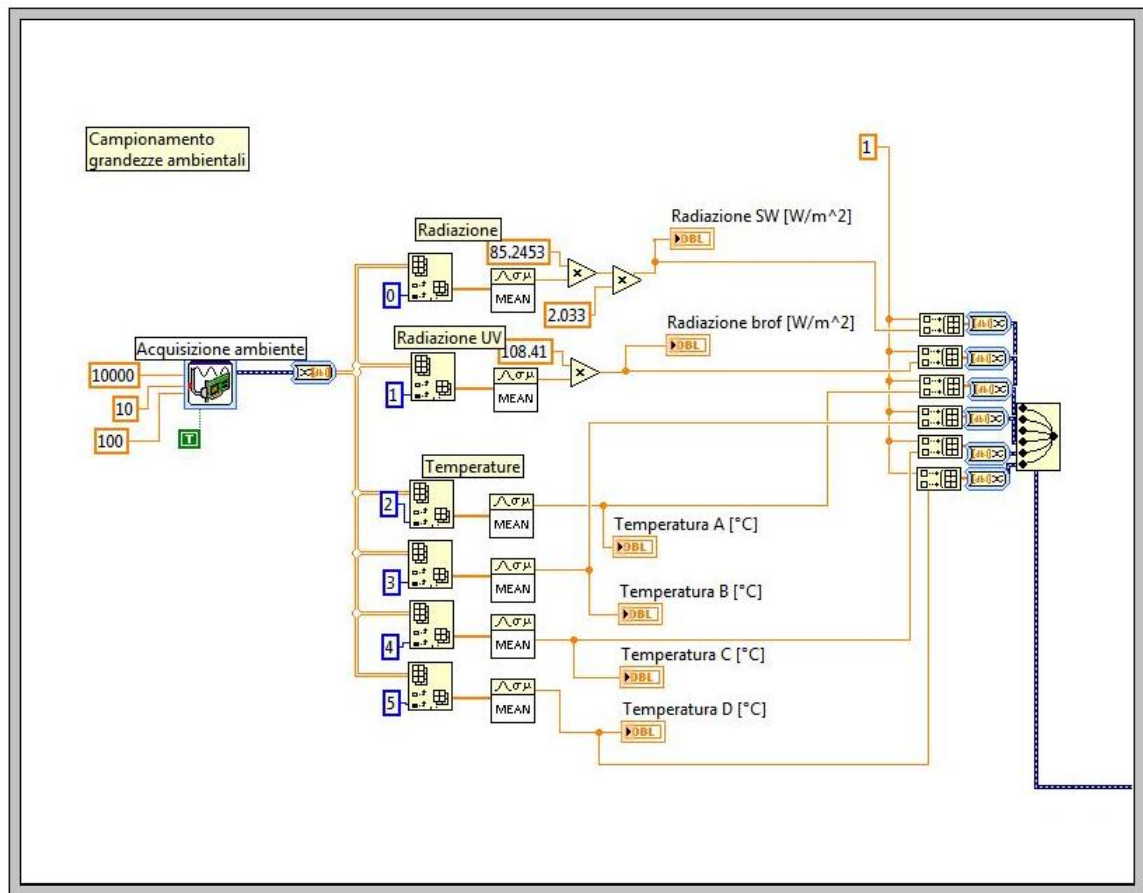 Campionamento
grandezze ambientali
1
Radiazione SW [W/m^2]
DBL
Radiazione
85.2453
0
MEAN
2.033
Radiazione brof [W/m^2]
DBL
Radiazione UV
108.41
1
MEAN
Acquisizione ambiente
10000
10
100
T
Temperature
2
MEAN
Temperatura A [°C]
DBL
3
MEAN
Temperatura B [°C]
DBL
4
MEAN
Temperatura C [°C]
DBL
5
MEAN
Temperatura D [°C]
DBL